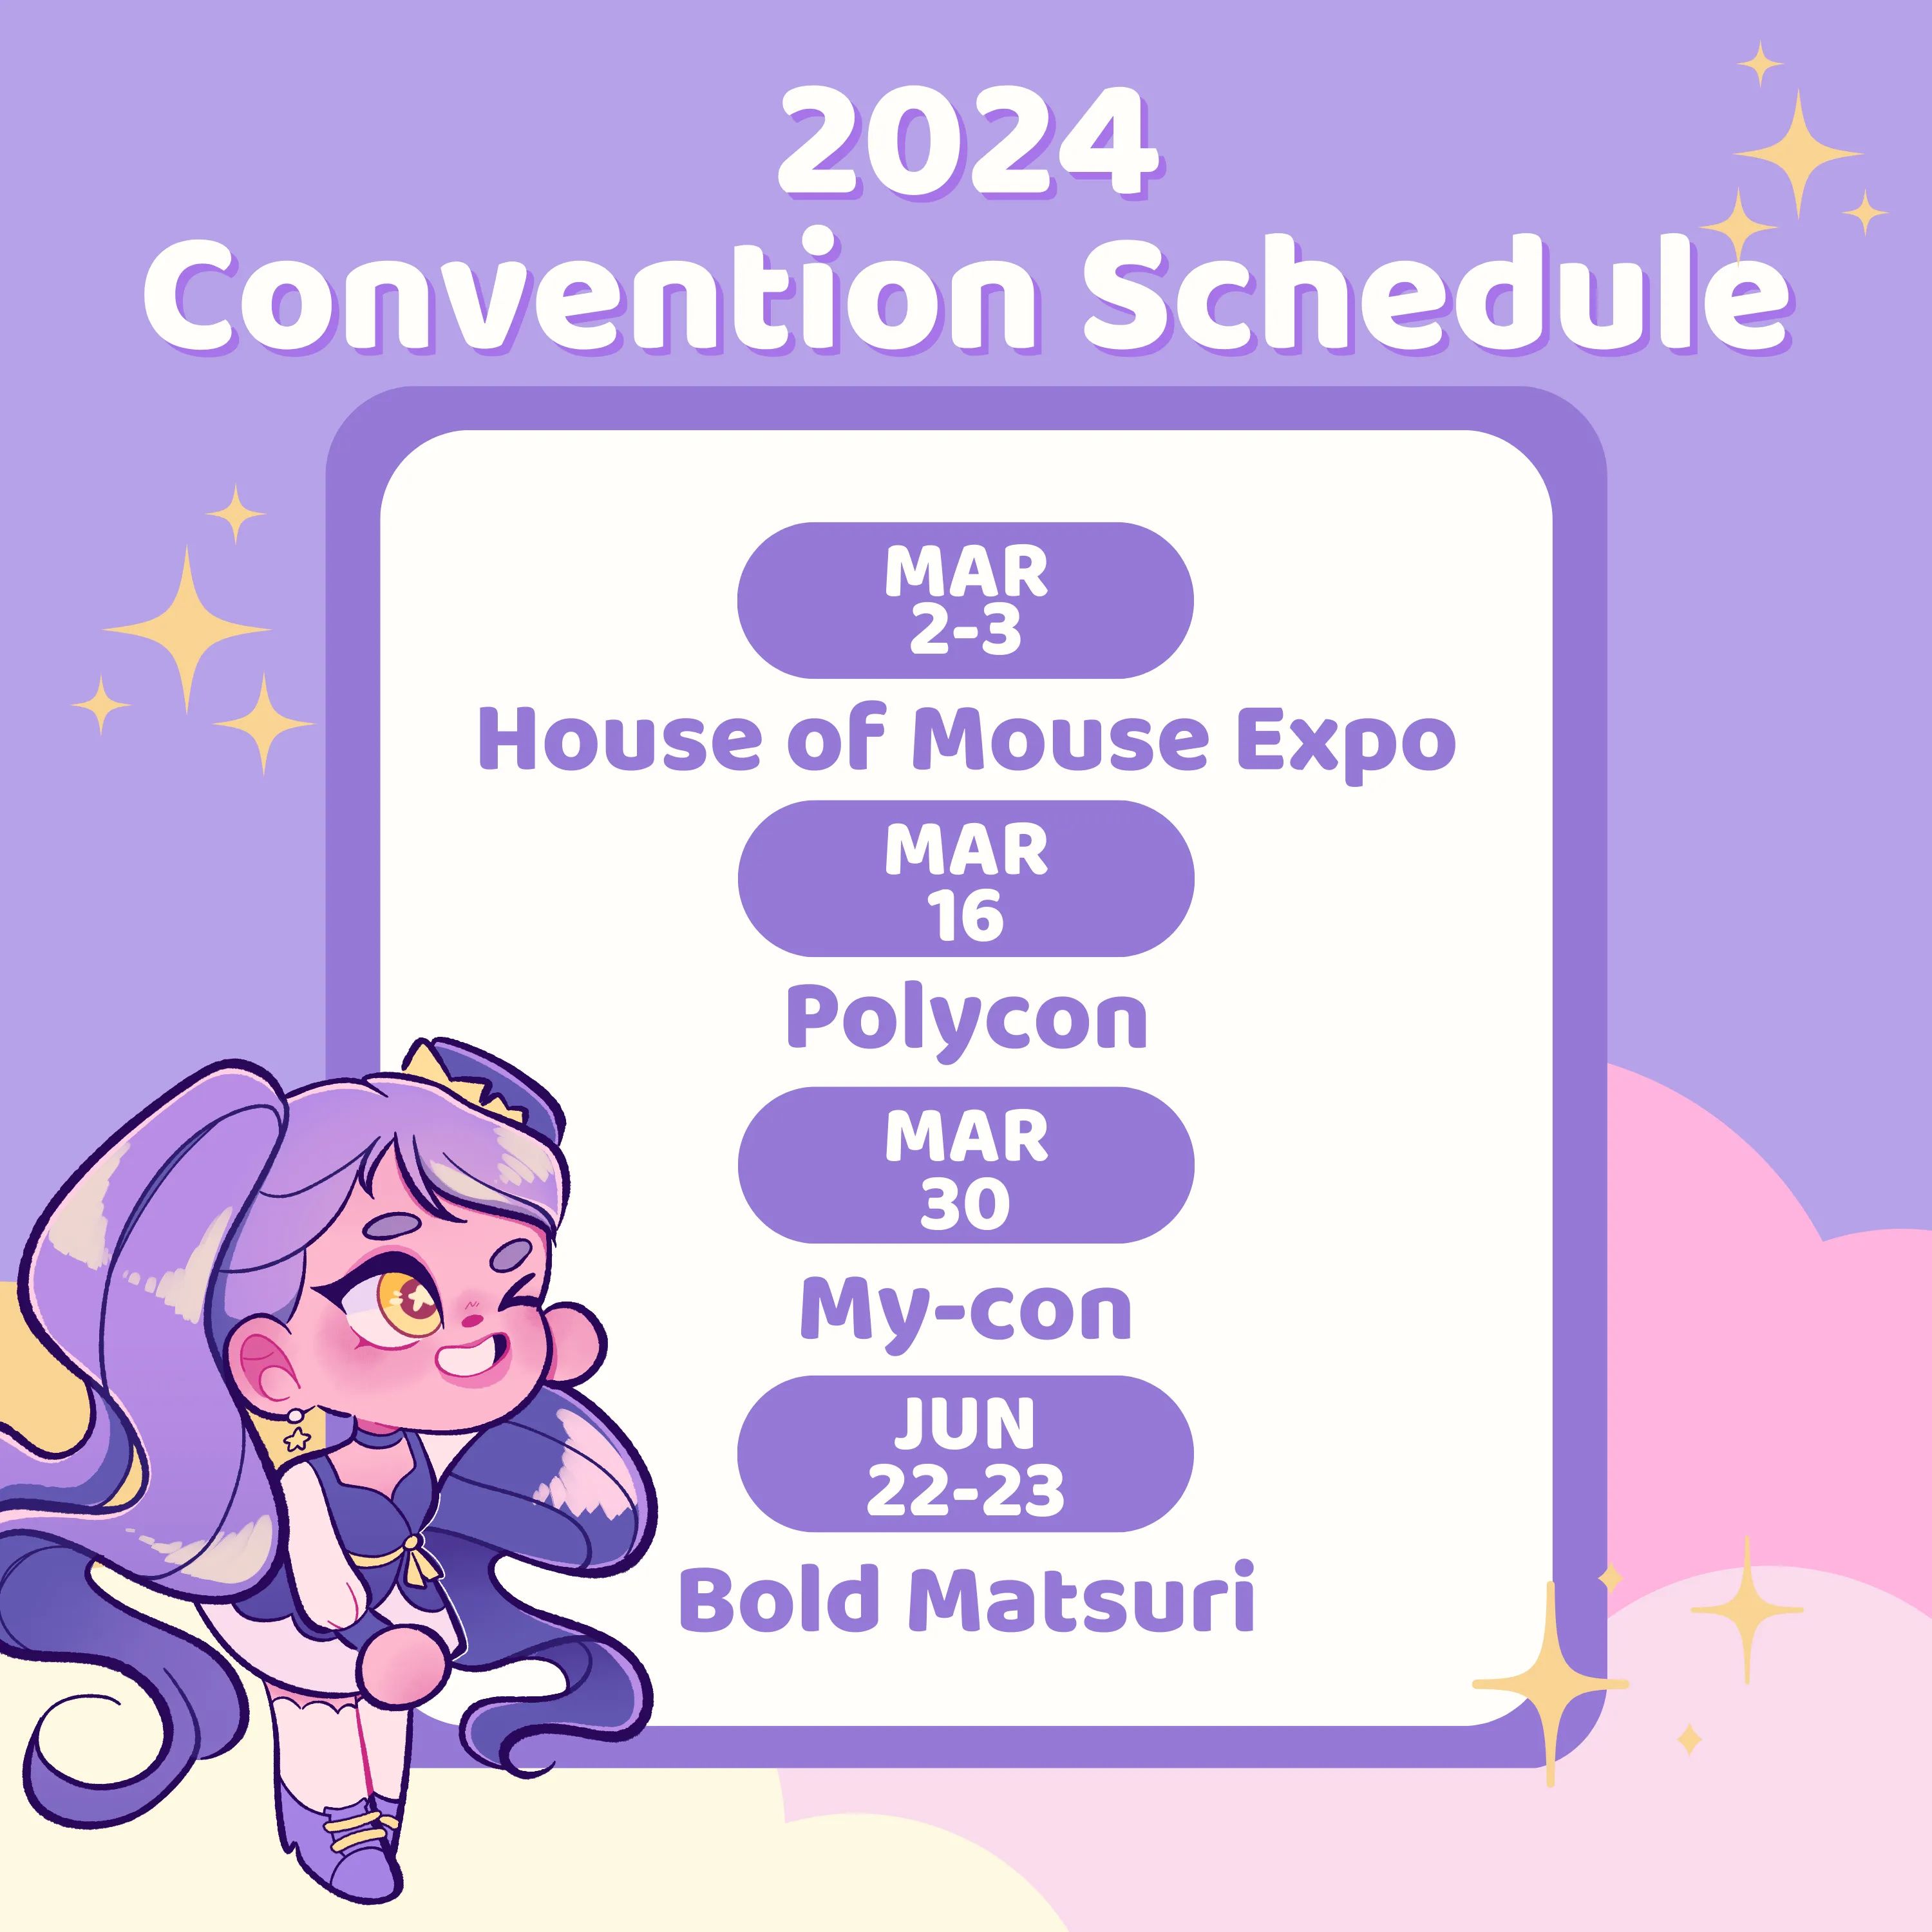 2024
Convention Schedule
MAR
2-3
House of Mouse Expo
MAR
16
Polycon
MAR
30
My-con
JUN
22-23
Bold Matsuri